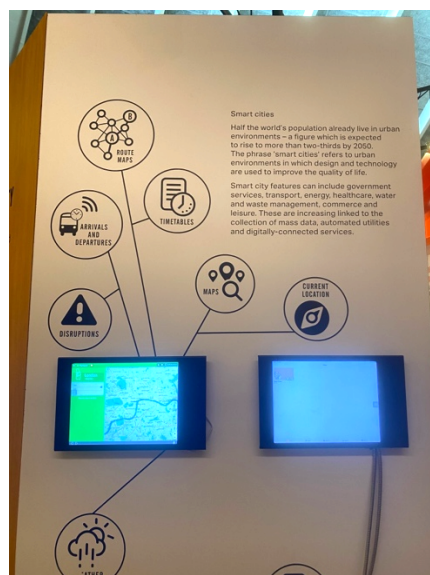 Smart cities
Half the world's population already live in urban
environments – a figure which is expected
to rise to more than two-thirds by 2050.
The phrase 'smart cities' refers to urban
environments in which design and technology
are used to improve the quality of life.
Smart city features can include government
services, transport, energy, healthcare, water
and waste management, commerce and
leisure. These are increasing linked to the
collection of mass data, automated utilities
and digitally-connected services.
B
A
ROUTE
MAPS
TIMETABLES
ARRIVALS
AND
DEPARTURES
MAPS
CURRENT
LOCATION
DISRUPTIONS